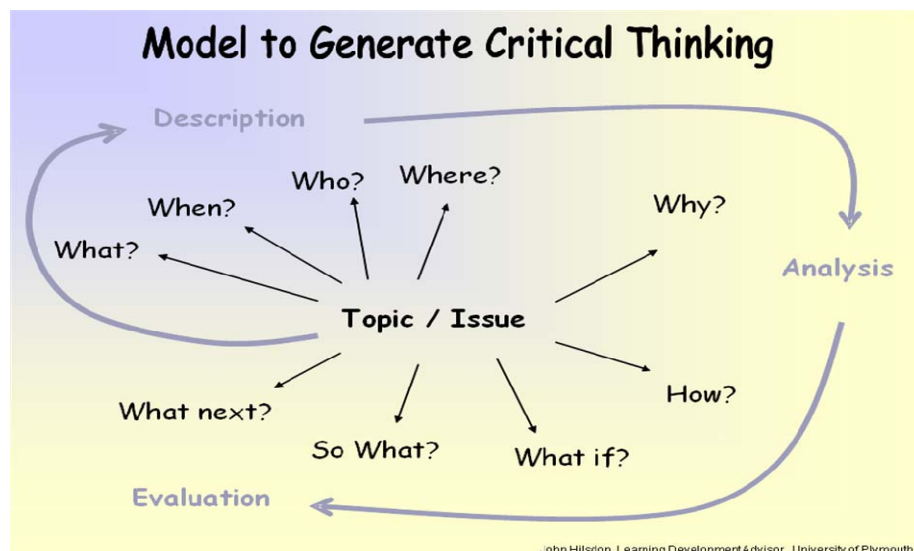 Model to Generate Critical Thinking
Description
Who?
Where?
When?
Why?
What?
Analysis
Topic / Issue
What next?
How?
So What?
What if?
Evaluation
John Hilsdon, Learning Development Advisor, University of Plymouth